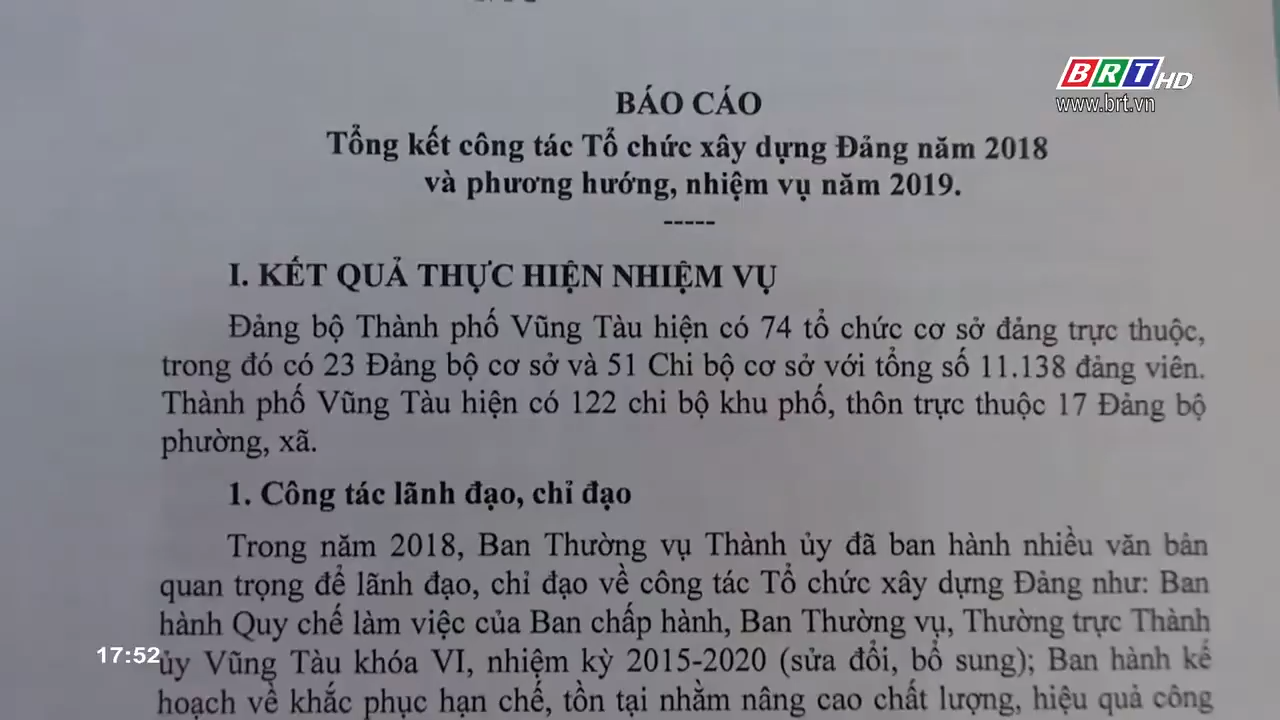 BRT HD
www.brt.vn
BÁO CÁO
Tổng kết công tác Tổ chức xây dựng Đảng năm 2018
và phương hướng, nhiệm vụ năm 2019.
-----
I. KẾT QUẢ THỰC HIỆN NHIỆM VỤ
Đảng bộ Thành phố Vũng Tàu hiện có 74 tổ chức cơ sở đảng trực thuộc,
trong đó có 23 Đảng bộ cơ sở và 51 Chi bộ cơ sở với tổng số 11.138 đảng viên.
Thành phố Vũng Tàu hiện có 122 chi bộ khu phố, thôn trực thuộc 17 Đảng bộ
phường, xã.
1. Công tác lãnh đạo, chỉ đạo
Trong năm 2018, Ban Thường vụ Thành ủy đã ban hành nhiều văn bản
quan trọng để lãnh đạo, chỉ đạo về công tác Tổ chức xây dựng Đảng như: Ban
hành Quy chế làm việc của Ban chấp hành, Ban Thường vụ, Thường trực Thành
ủy Vũng Tàu khóa VI, nhiệm kỳ 2015-2020 (sửa đổi, bổ sung); Ban hành kế
hoạch về khắc phục hạn chế, tồn tại nhằm nâng cao chất lượng, hiệu quả công
17:52